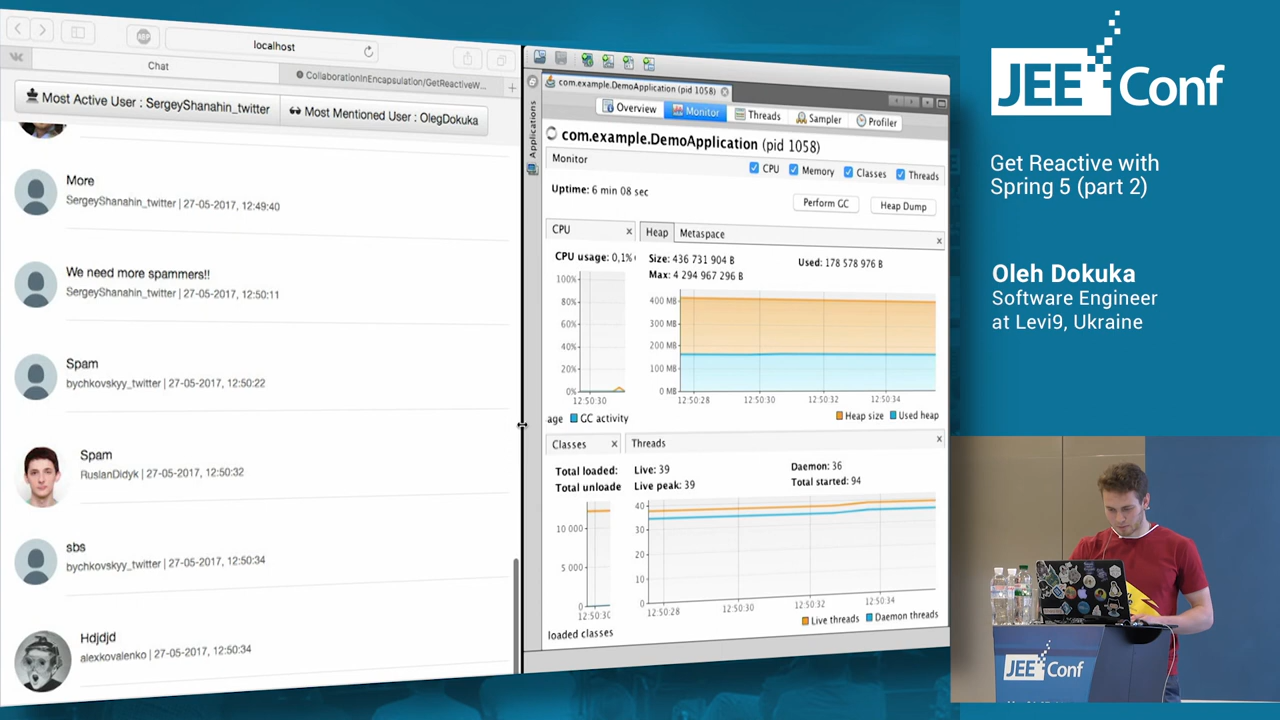 localhost
ABP
Chat
CollaborationInEncapsulation/GetReactiveW...
Most Active User : SergeyShanahin_twitter
Most Mentioned User : OlegDokuka
More
SergeyShanahin_twitter | 27-05-2017, 12:49:40
We need more spammers!!
SergeyShanahin_twitter | 27-05-2017, 12:50:11
Spam
bychkovskyy_twitter | 27-05-2017, 12:50:22
Spam
RuslanDidyk | 27-05-2017, 12:50:32
sbs
bychkovskyy_twitter | 27-05-2017, 12:50:34
Hdjdjd
alexkovalenko | 27-05-2017, 12:50:34
Applications
com.example.DemoApplication (pid 1058)
Overview
Monitor
Threads
Sampler
Profiler
com.example.DemoApplication (pid 1058)
Monitor
CPU
Memory
Classes
Threads
Uptime: 6 min 08 sec
Perform GC
Heap Dump
CPU
CPU usage: 0,1%
100%
80%
60%
40%
20%
0%
12:50:30
age
GC activity
Heap
Metaspace
Size: 436 731 904 B
Used: 178 578 976 B
Max: 4 294 967 296 B
400 MB
300 MB
200 MB
100 MB
0 MB
12:50:28
12:50:30
12:50:32
12:50:34
Heap size
Used heap
Classes
Total loaded:
Total unloade
10 000
5 000
0
12:50:30
loaded classes
Threads
Live: 39
Daemon: 36
Live peak: 39
Total started: 94
40
30
20
10
0
12:50:28
12:50:30
12:50:32
12:50:34
Live threads
Daemon threads
JEEConf
Get Reactive with
Spring 5 (part 2)
Oleh Dokuka
Software Engineer
at Levi9, Ukraine
JEEConf